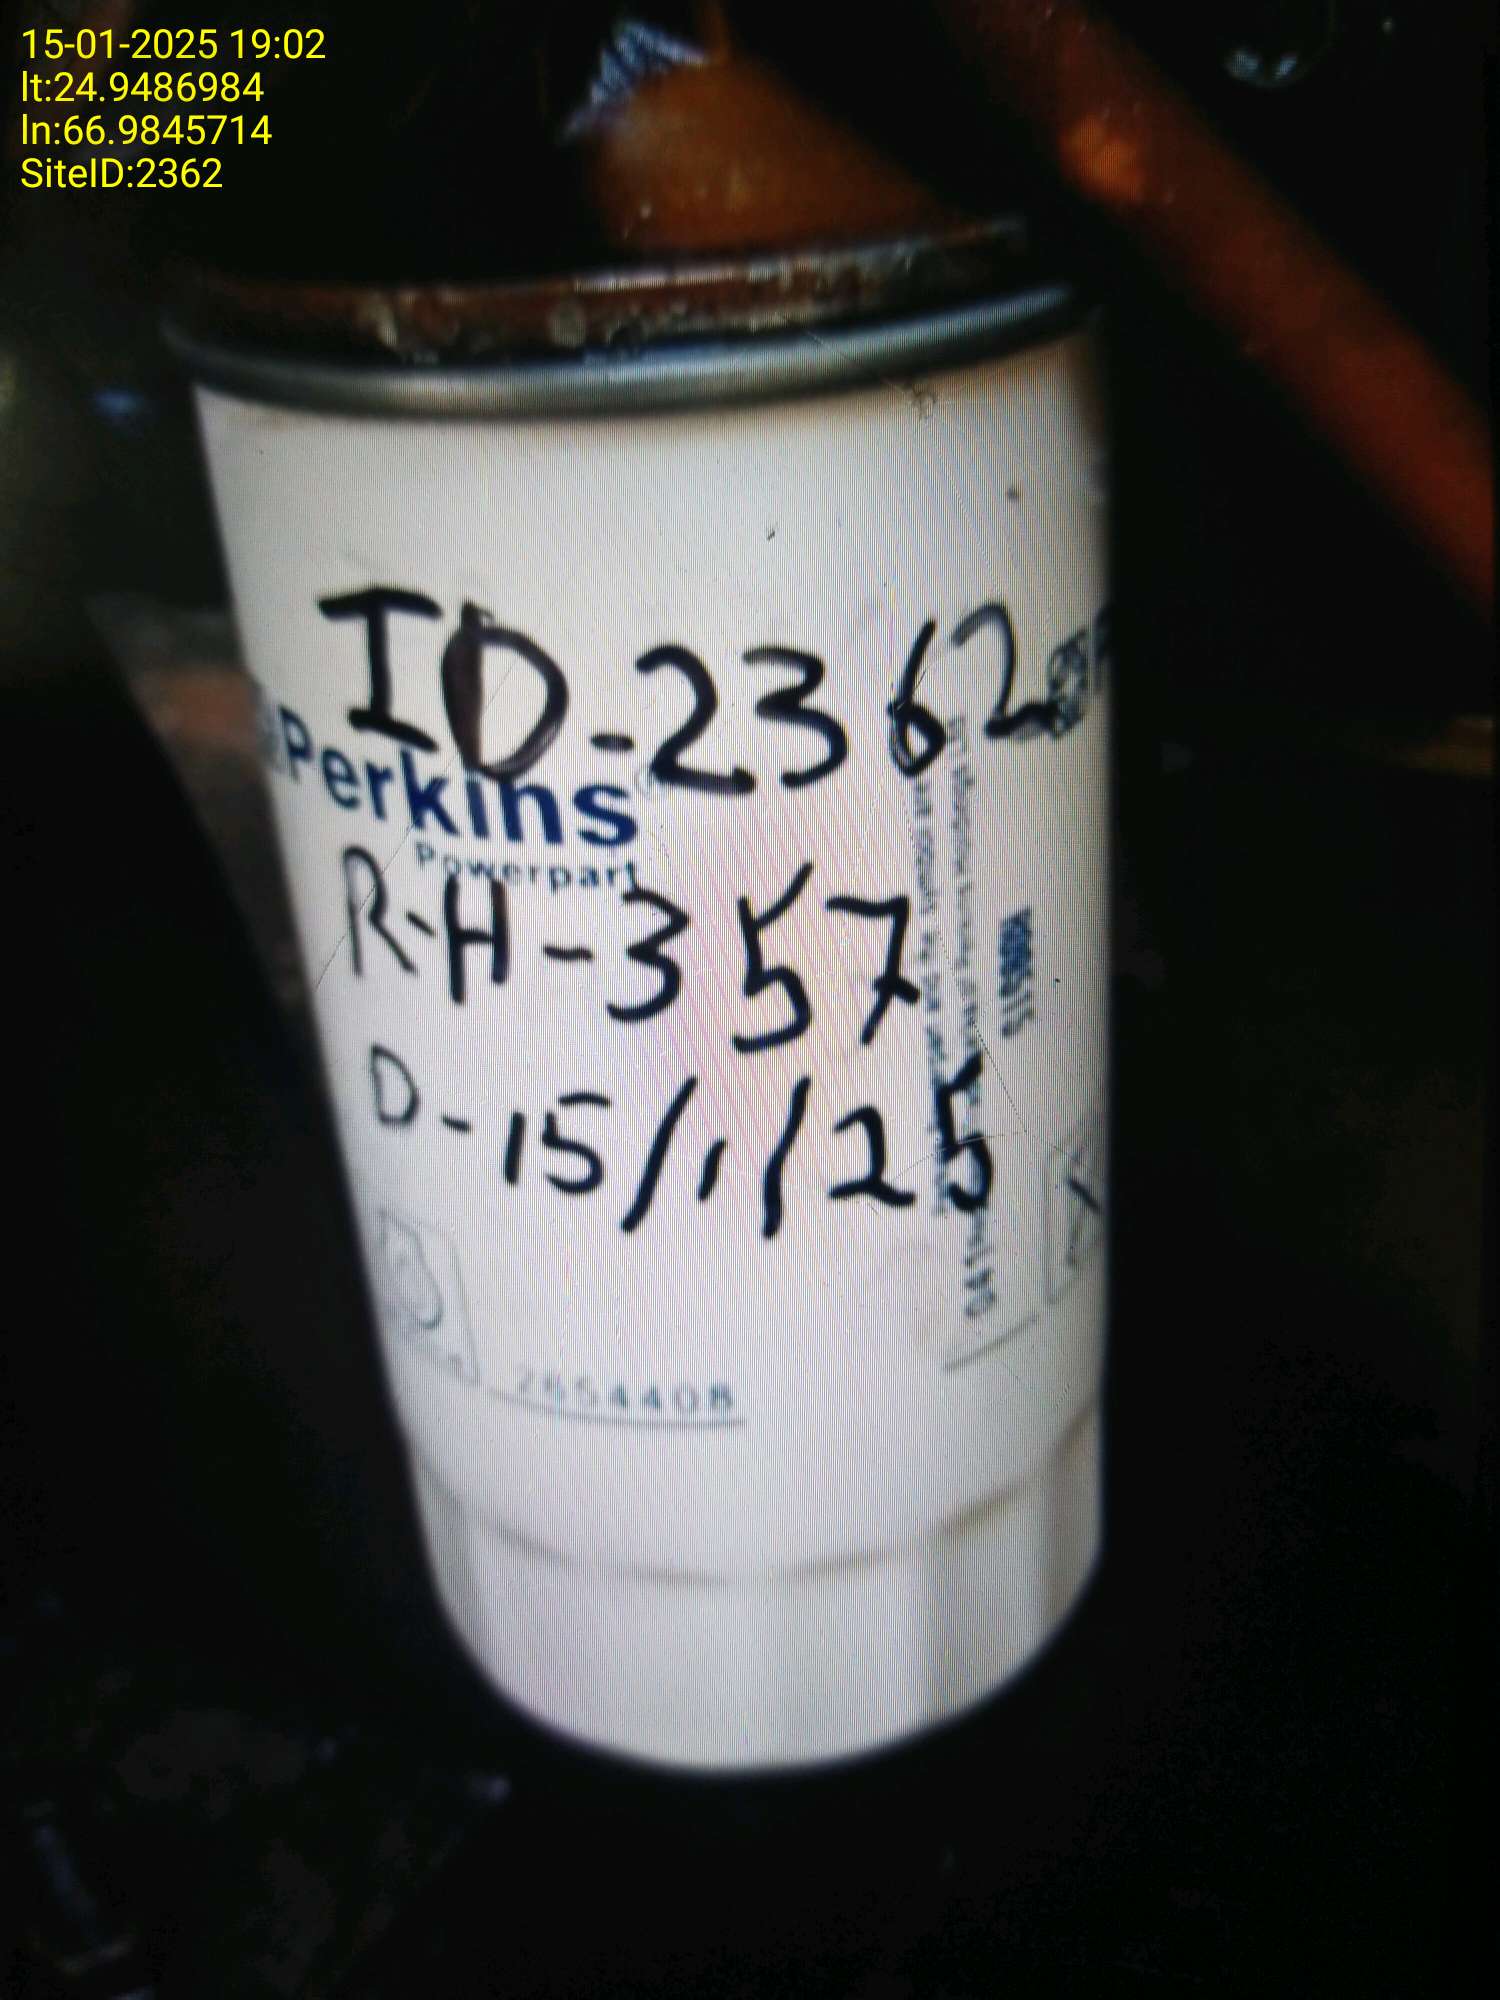 15-01-2025 19:02
lt:24.9486984
ln:66.9845714
SiteID:2362
ID-2362
Perkins
Powerpart
R-H-357
D-15/1/25
2654408